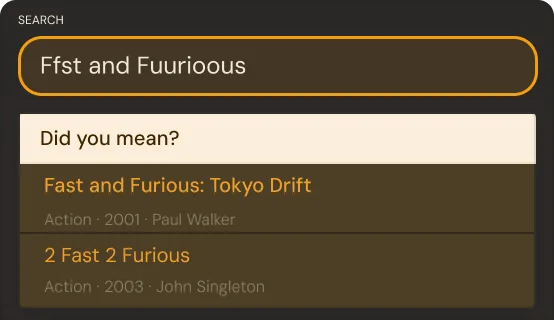 SEARCH
Ffst and Fuurioous
Did you mean?
Fast and Furious: Tokyo Drift
Action · 2001 · Paul Walker
2 Fast 2 Furious
Action · 2003 · John Singleton